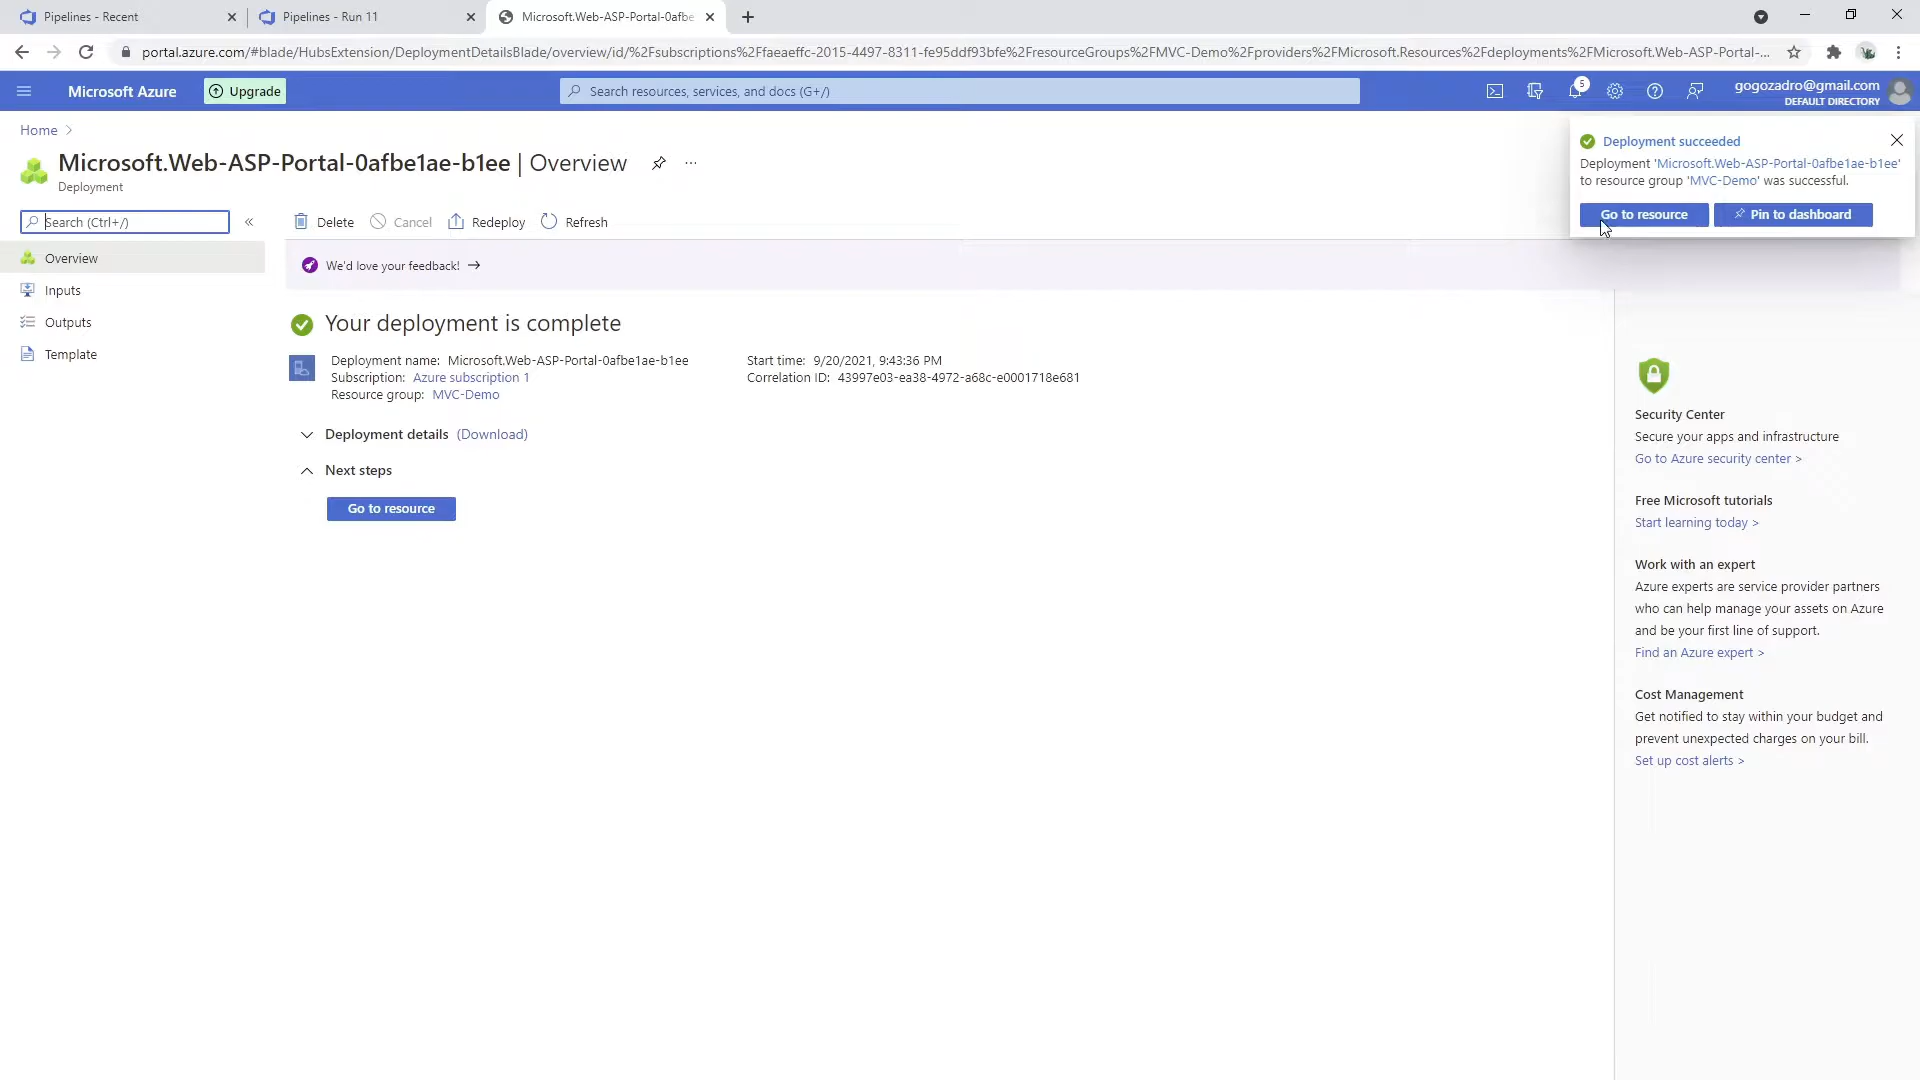 Pipelines - Recent
Pipelines - Run 11
Microsoft.Web-ASP-Portal-0afbe
portal.azure.com/#blade/HubsExtension/DeploymentDetailsBlade/overview/id/%2Fsubscriptions%2Ffaeaeffc-2015-4497-8311-fe95ddf93bfe%2FresourceGroups%2FMVC-Demo%2Fproviders%2FMicrosoft.Resources%2Fdeployments%2FMicrosoft.Web-ASP-Portal-...
Microsoft Azure
Upgrade
Search resources, services, and docs (G+/)
5
gogozadro@gmail.com
DEFAULT DIRECTORY
Home
Microsoft.Web-ASP-Portal-0afbe1ae-b1ee | Overview
Deployment
Deployment succeeded
Deployment 'Microsoft.Web-ASP-Portal-0afbe1ae-b1ee'
to resource group 'MVC-Demo' was successful.
Go to resource
Pin to dashboard
Search (Ctrl+/)
Delete
Cancel
Redeploy
Refresh
Overview
Inputs
Outputs
Template
We'd love your feedback! →
Your deployment is complete
Deployment name: Microsoft.Web-ASP-Portal-0afbe1ae-b1ee
Subscription: Azure subscription 1
Resource group: MVC-Demo
Start time: 9/20/2021, 9:43:36 PM
Correlation ID: 43997e03-ea38-4972-a68c-e0001718e681
Deployment details (Download)
Next steps
Go to resource
Security Center
Secure your apps and infrastructure
Go to Azure security center >
Free Microsoft tutorials
Start learning today >
Work with an expert
Azure experts are service provider partners
who can help manage your assets on Azure
and be your first line of support.
Find an Azure expert >
Cost Management
Get notified to stay within your budget and
prevent unexpected charges on your bill.
Set up cost alerts >